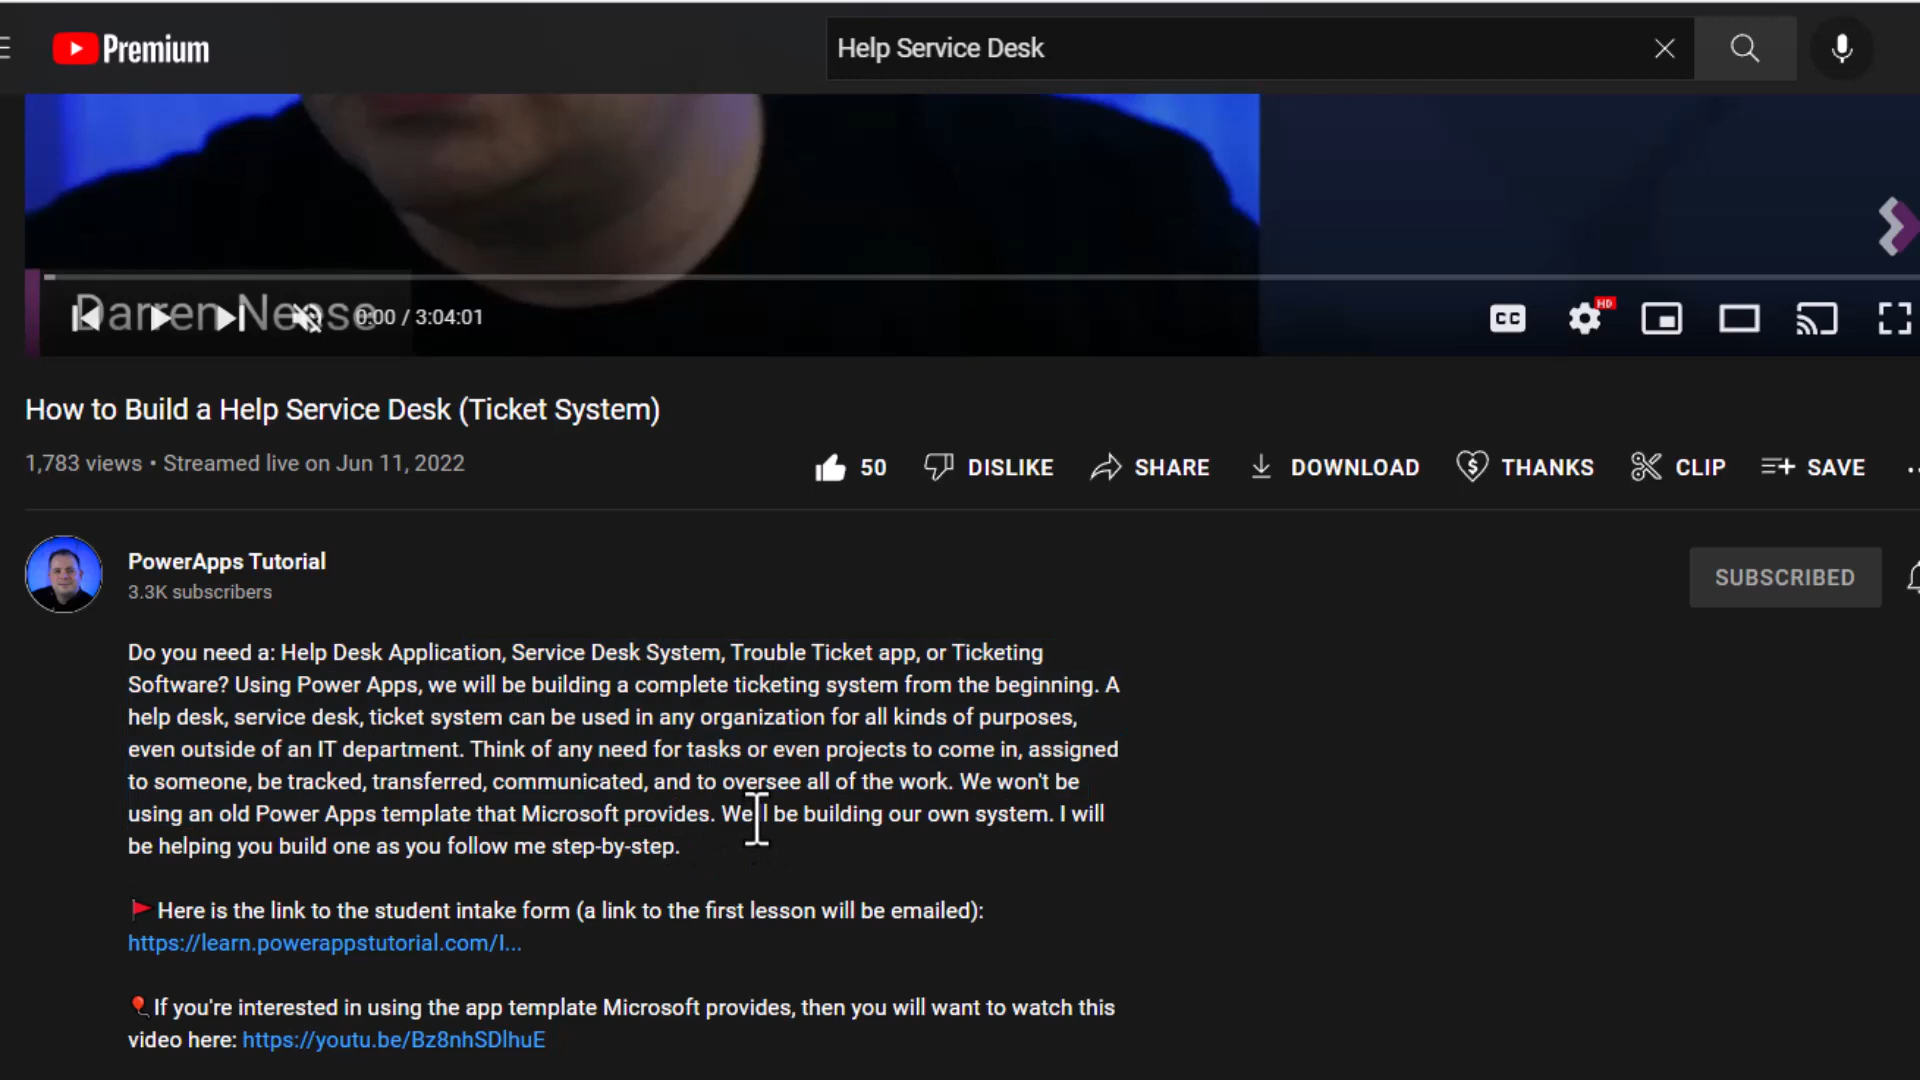 Premium
Help Service Desk
Darren Neese
0:00 / 3:04:01
CC
HD
How to Build a Help Service Desk (Ticket System)
1,783 views • Streamed live on Jun 11, 2022
50 DISLIKE SHARE DOWNLOAD THANKS CLIP SAVE
PowerApps Tutorial
3.3K subscribers
SUBSCRIBED
Do you need a: Help Desk Application, Service Desk System, Trouble Ticket app, or Ticketing
Software? Using Power Apps, we will be building a complete ticketing system from the beginning. A
help desk, service desk, ticket system can be used in any organization for all kinds of purposes,
even outside of an IT department. Think of any need for tasks or even projects to come in, assigned
to someone, be tracked, transferred, communicated, and to oversee all of the work. We won't be
using an old Power Apps template that Microsoft provides. We'll be building our own system. I will
be helping you build one as you follow me step-by-step.
Here is the link to the student intake form (a link to the first lesson will be emailed):
https://learn.powerappstutorial.com/I...
If you're interested in using the app template Microsoft provides, then you will want to watch this
video here: https://youtu.be/Bz8nhSDlhuE